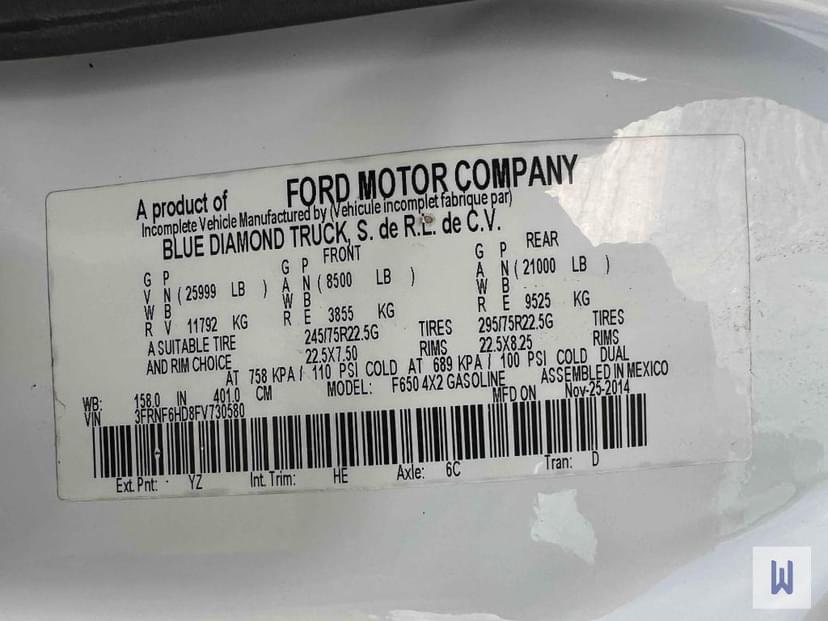 A product of FORD MOTOR COMPANY
Incomplete Vehicle Manufactured by (Vehicule incomplet fabrique par)
BLUE DIAMOND TRUCK, S. de R.L. de C.V.
FRONT REAR
G P G P G P
V N ( 25999 LB ) A N ( 8500 LB ) A N ( 21000 LB )
W B W B W B
R V 11792 KG R E 3855 KG R E 9525 KG
A SUITABLE TIRE 245/75R22.5G TIRES 295/75R22.5G TIRES
AND RIM CHOICE 22.5X7.50 RIMS 22.5X8.25 RIMS
AT 758 KPA / 110 PSI COLD AT 689 KPA / 100 PSI COLD DUAL
WB: 158.0 IN 401.0 CM MODEL: F650 4X2 GASOLINE ASSEMBLED IN MEXICO
VIN 3FRNF6HD8FV730580 MFD ON Nov-25-2014
Ext. Pnt: YZ Int. Trim: HE Axle: 6C Tran: D
W